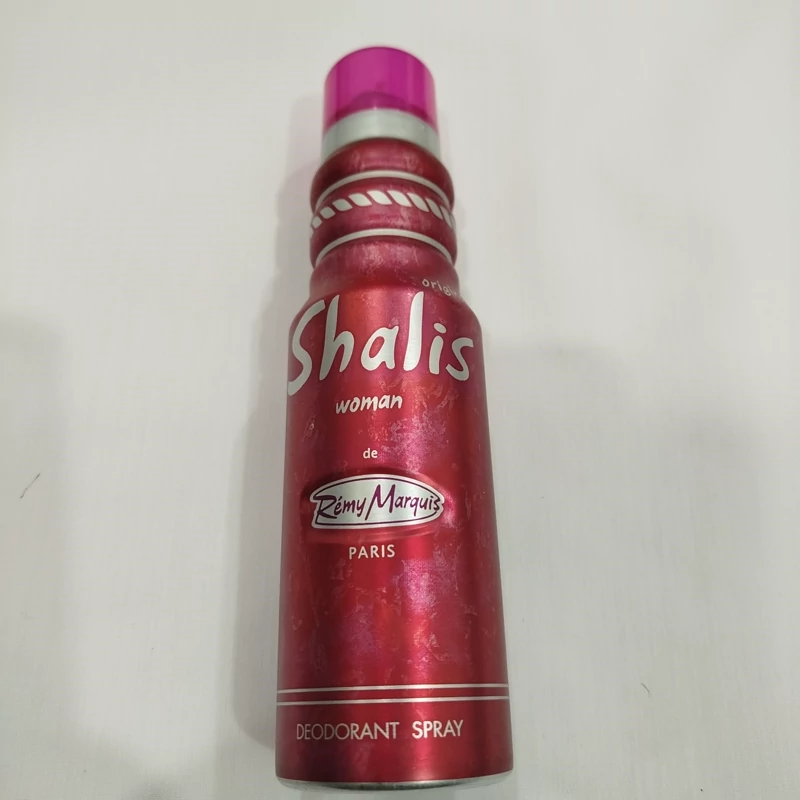 Shalis
woman
de
Rémy Marquis
PARIS
DEODORANT SPRAY